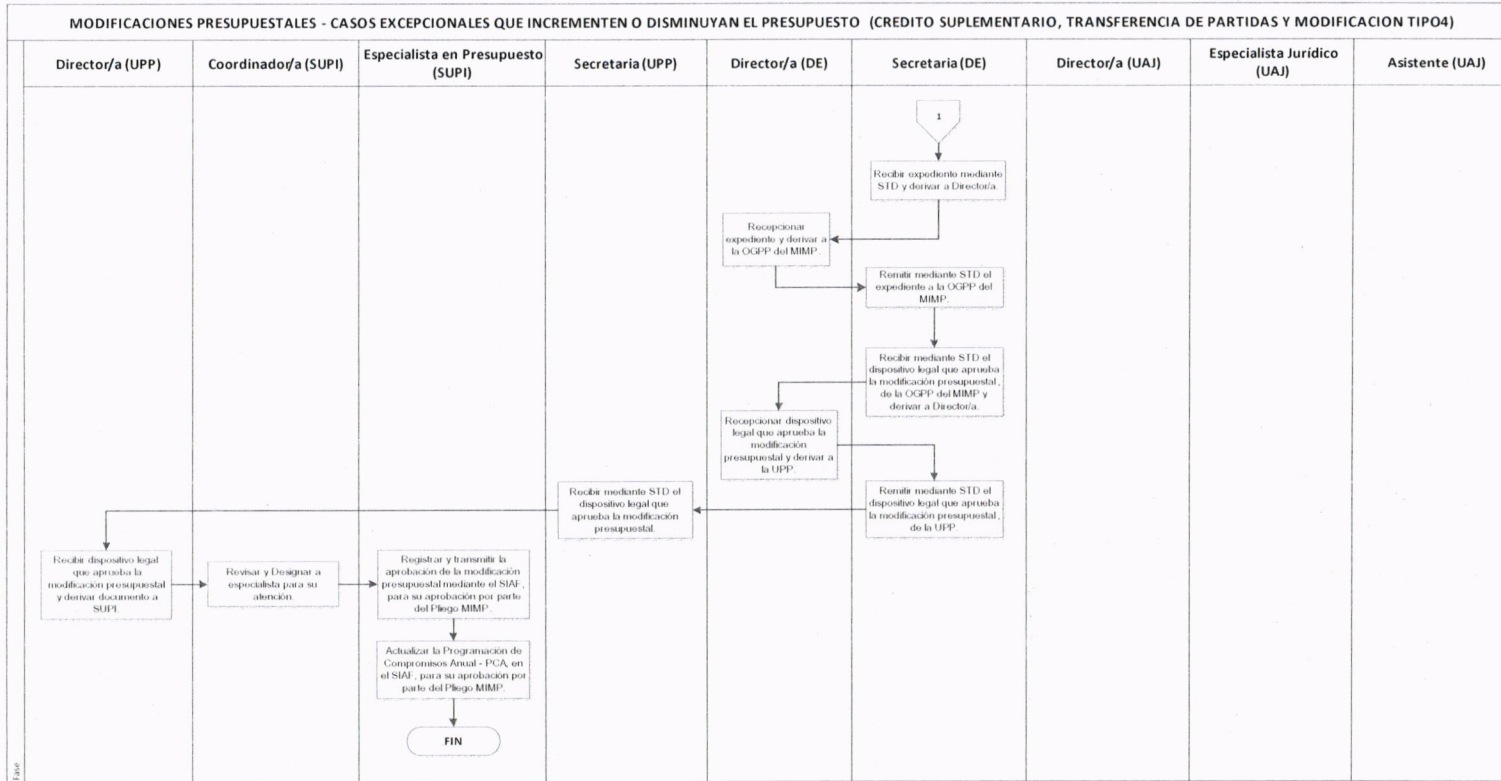 MODIFICACIONES PRESUPUESTALES - CASOS EXCEPCIONALES QUE INCREMENTEN O DISMINUYAN EL PRESUPUESTO (CREDITO SUPLEMENTARIO, TRANSFERENCIA DE PARTIDAS Y MODIFICACION TIPO4)
Director/a (UPP)
Coordinador/a (SUPI)
Especialista en Presupuesto
(SUPI)
Secretaria (UPP)
Director/a (DE)
Secretaria (DE)
Director/a (UAJ)
Especialista Jurídico
(UAJ)
Asistente (UAJ)
1
Recibir expediente mediante
STD y derivar a Director/a.
Recepcionar
expediente y derivar a
la OGPP del MIMP.
Remitir mediante STD el
expediente a la OGPP del
MIMP.
Recibir mediante STD el
dispositivo legal que aprueba
la modificación presupuestal,
de la OGPP del MIMP y
derivar a Director/a.
Recepcionar dispositivo
legal que aprueba la
modificación
presupuestal y derivar a
la UPP.
Remitir mediante STD el
dispositivo legal que aprueba
la modificación presupuestal,
de la UPP.
Recibir mediante STD el
dispositivo legal que
aprueba la modificación
presupuestal.
Recibir dispositivo legal
que aprueba la
modificación presupuestal
y derivar documento a
SUPI.
Revisar y Designar a
especialista para su
atención.
Registrar y transmitir la
aprobación de la modificación
presupuestal mediante el SIAF,
para su aprobación por parte
del Pliego MIMP.
Actualizar la Programación de
Compromisos Anual - PCA, en
el SIAF, para su aprobación por
parte del Pliego MIMP.
FIN
Fase